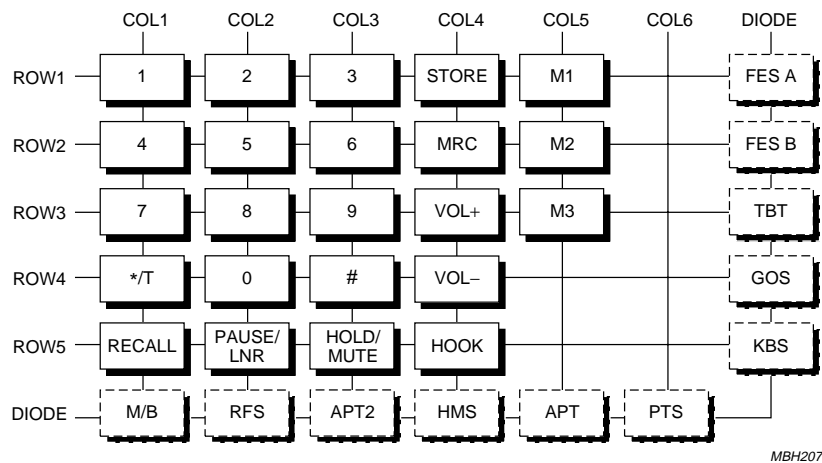 COL1 COL2 COL3 COL4 COL5 COL6 DIODE
ROW1 1 2 3 STORE M1 FES A
ROW2 4 5 6 MRC M2 FES B
ROW3 7 8 9 VOL+ M3 TBT
ROW4 */T 0 # VOL− GOS
ROW5 RECALL PAUSE/ LNR HOLD/ MUTE HOOK KBS
DIODE M/B RFS APT2 HMS APT PTS
MBH207